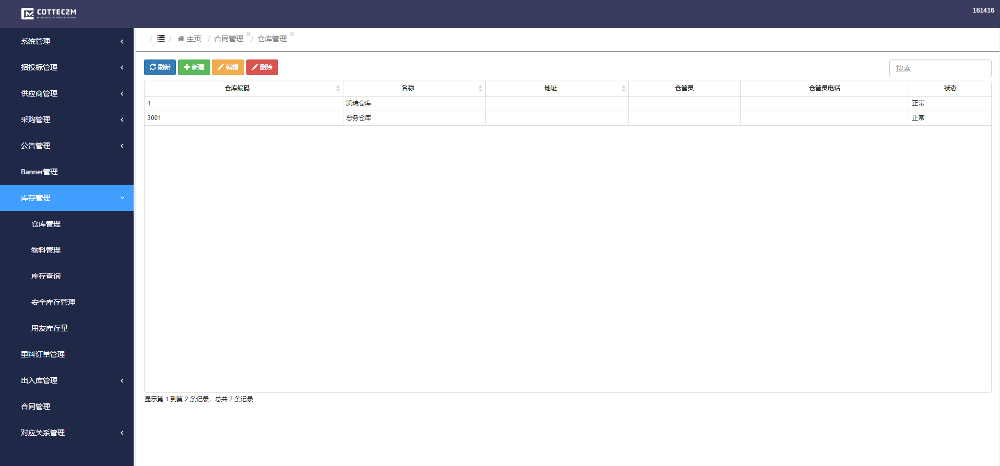 COTTEC2M
INDUSTRIAL INTERNET PLATFORM
161416
系统管理
招投标管理
供应商管理
采购管理
公告管理
Banner管理
库存管理
仓库管理
物料管理
库存查询
安全库存管理
用友库存量
里料订单管理
出入库管理
合同管理
对应关系管理
/ / 主页 / 合同管理 / 仓库管理
刷新 新建 编辑 删除
搜索
仓库编码 名称 地址 仓管员 仓管员电话 状态
1 凯瑞仓库 正常
3001 总务仓库 正常
显示第 1 到第 2 条记录，总共 2 条记录